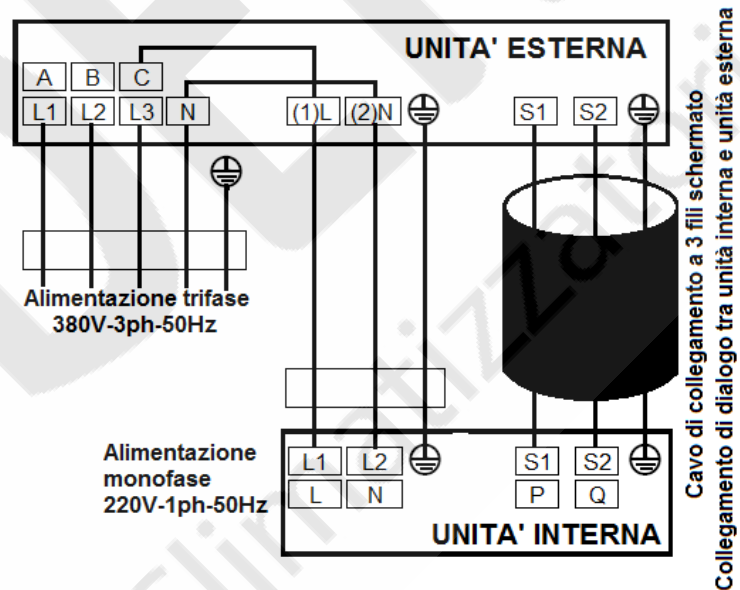 UNITA' ESTERNA
A B C
L1 L2 L3 N (1)L (2)N S1 S2
Alimentazione trifase
380V-3ph-50Hz
Alimentazione
monofase
220V-1ph-50Hz
L1 L2 S1 S2
L N P Q
UNITA' INTERNA
Cavo di collegamento a 3 fili schermato
Collegamento di dialogo tra unità interna e unità esterna